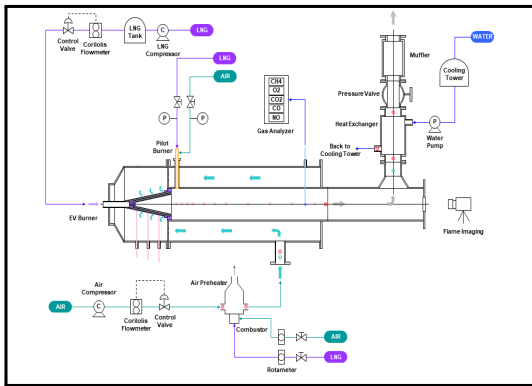 Control
Valve
Coriolis
Flowmeter
LNG
Tank
C
LNG
Compressor
LNG
LNG
AIR
P
P
Pilot
Burner
CH4
O2
CO2
CO
NO
Gas Analyzer
Muffler
Pressure Valve
Heat Exchanger
Back to
Cooling Tower
WATER
Cooling
Tower
P
Water
Pump
EV Burner
Flame Imaging
Air
Compressor
AIR
C
Coriolis
Flowmeter
Control
Valve
Air Preheater
Combustor
AIR
LNG
Rotameter